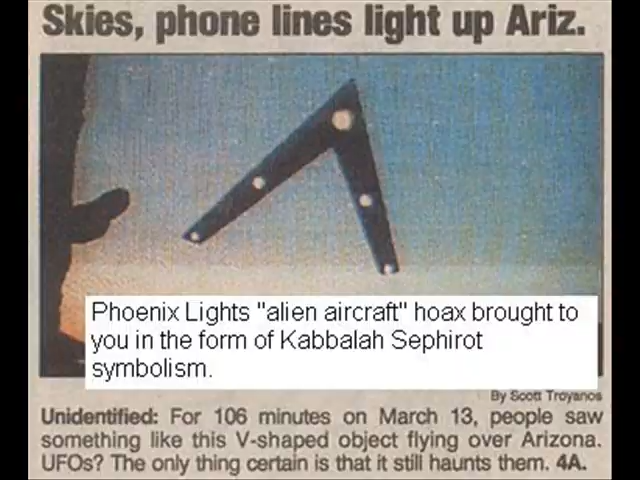 Skies, phone lines light up Ariz.
Phoenix Lights "alien aircraft" hoax brought to
you in the form of Kabbalah Sephirot
symbolism.
By Scott Troyanos
Unidentified: For 106 minutes on March 13, people saw
something like this V-shaped object flying over Arizona.
UFOs? The only thing certain is that it still haunts them. 4A.